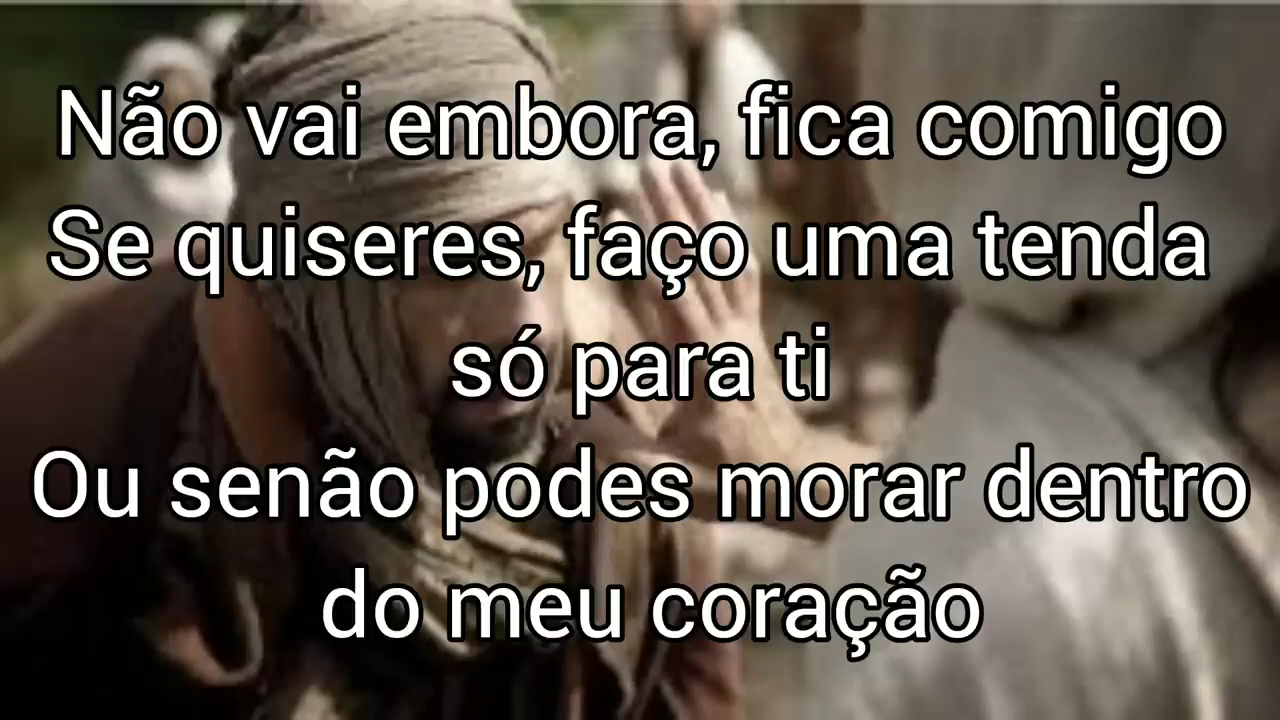 Não vai embora, fica comigo
Se quiseres, faço uma tenda
só para ti
Ou senão podes morar dentro
do meu coração